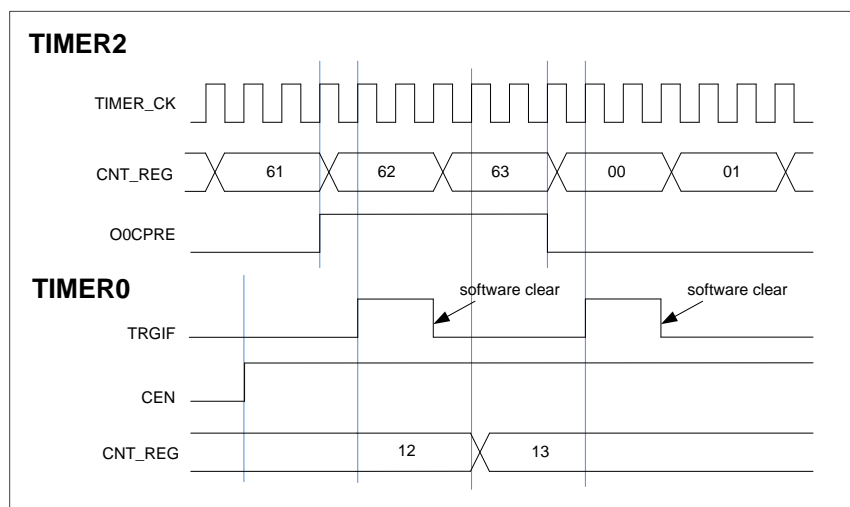 TIMER2
TIMER_CK
CNT_REG 61 62 63 00 01
O0CPRE
TIMER0
software clear software clear
TRGIF
CEN
CNT_REG 12 13